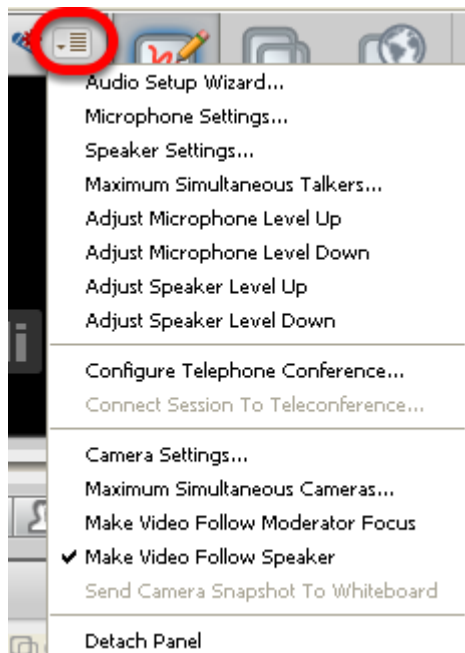 Audio Setup Wizard...
Microphone Settings...
Speaker Settings...
Maximum Simultaneous Talkers...
Adjust Microphone Level Up
Adjust Microphone Level Down
Adjust Speaker Level Up
Adjust Speaker Level Down
Configure Telephone Conference...
Connect Session To Teleconference...
Camera Settings...
Maximum Simultaneous Cameras...
Make Video Follow Moderator Focus
Make Video Follow Speaker
Send Camera Snapshot To Whiteboard
Detach Panel